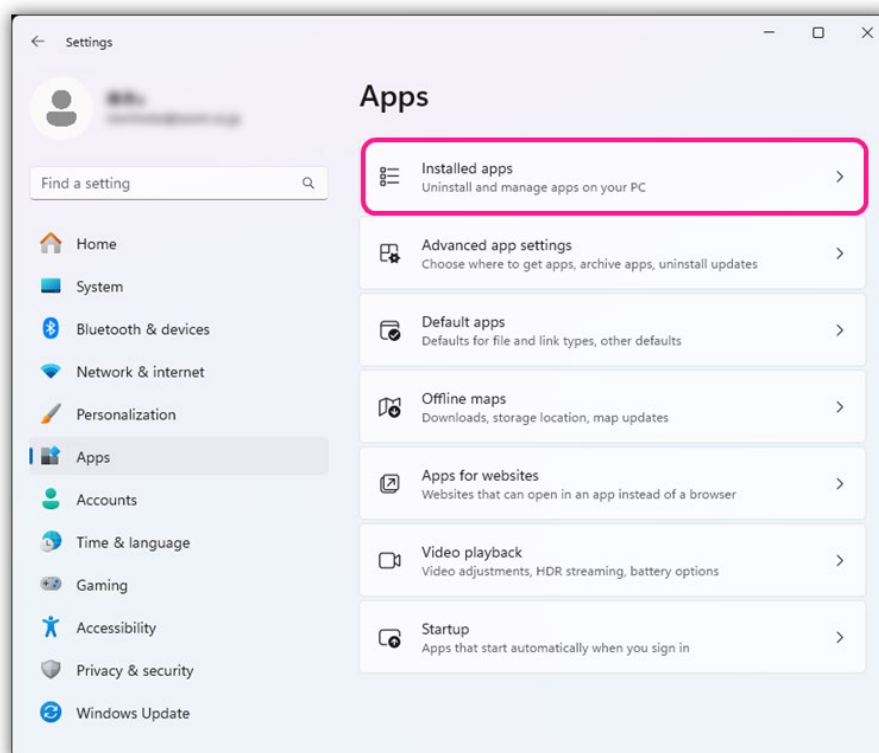 Settings
Find a setting
Home
System
Bluetooth & devices
Network & internet
Personalization
Apps
Accounts
Time & language
Gaming
Accessibility
Privacy & security
Windows Update
Apps
Installed apps
Uninstall and manage apps on your PC
Advanced app settings
Choose where to get apps, archive apps, uninstall updates
Default apps
Defaults for file and link types, other defaults
Offline maps
Downloads, storage location, map updates
Apps for websites
Websites that can open in an app instead of a browser
Video playback
Video adjustments, HDR streaming, battery options
Startup
Apps that start automatically when you sign in